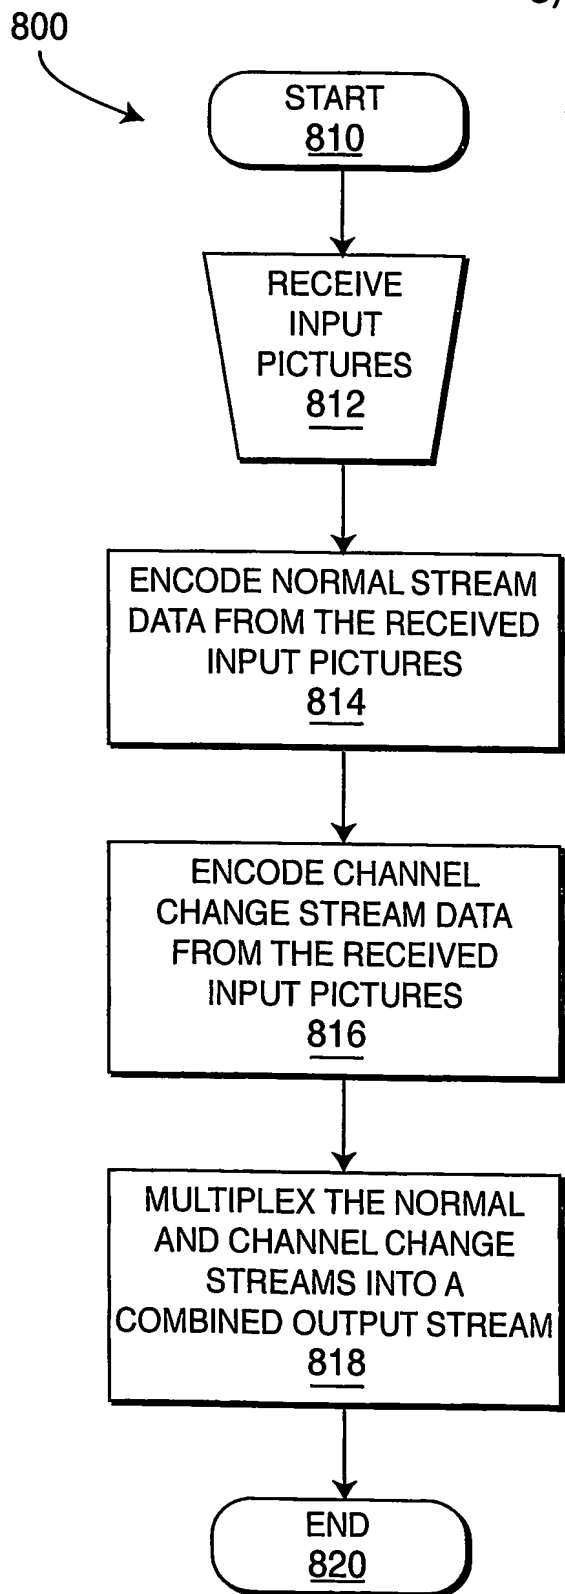 800
START
810
RECEIVE
INPUT
PICTURES
812
ENCODE NORMAL STREAM
DATA FROM THE RECEIVED
INPUT PICTURES
814
ENCODE CHANNEL
CHANGE STREAM DATA
FROM THE RECEIVED
INPUT PICTURES
816
MULTIPLEX THE NORMAL
AND CHANNEL CHANGE
STREAMS INTO A
COMBINED OUTPUT STREAM
818
END
820